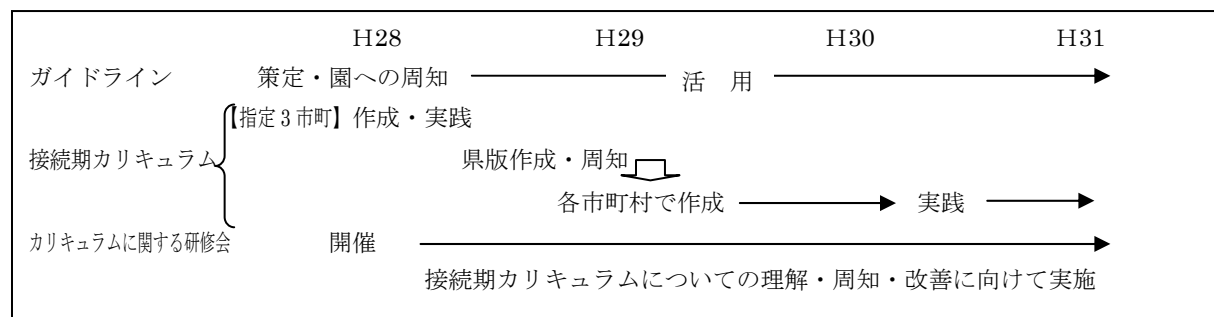 H28 H29 H30 H31
ガイドライン 策定・園への周知 活 用
【指定3市町】作成・実践
接続期カリキュラム 県版作成・周知
各市町村で作成 実践
カリキュラムに関する研修会 開催
接続期カリキュラムについての理解・周知・改善に向けて実施